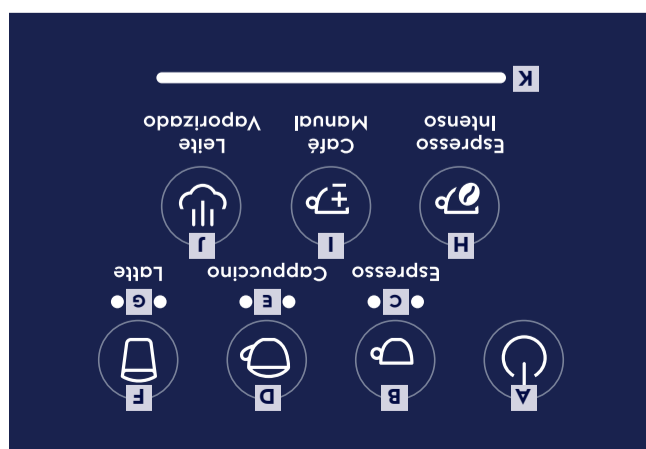 A
B
D
F
C
E
G
Espresso
Cappuccino
Latte
H
I
J
Espresso
Intenso
Café
Manual
Leite
Vaporizado
K